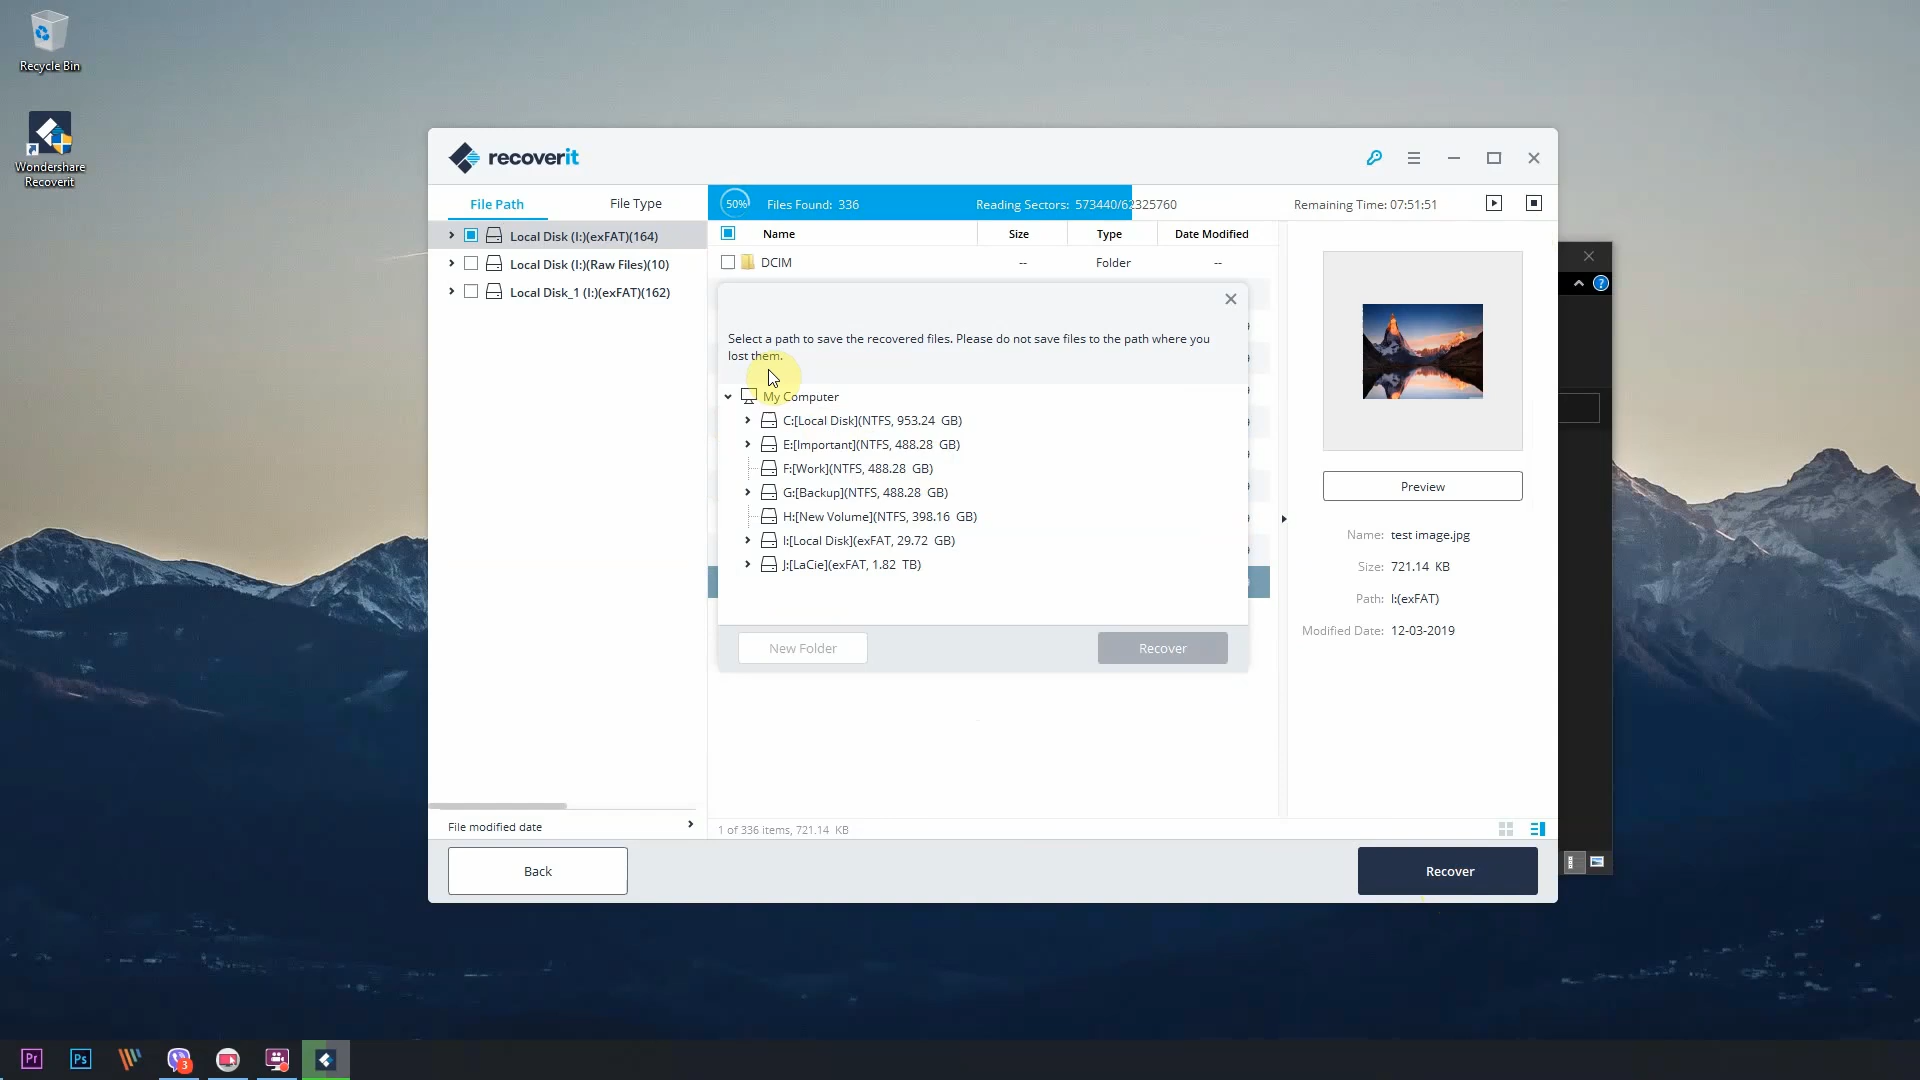 Recycle Bin
Wondershare
Recoverit
recoverit
File Path
File Type
50%
Files Found: 336
Reading Sectors: 573440/62325760
Remaining Time: 07:51:51
Local Disk (I:)(exFAT)(164)
Local Disk (I:)(Raw Files)(10)
Local Disk_1 (I:)(exFAT)(162)
Name
Size
Type
Date Modified
DCIM
--
Folder
--
Select a path to save the recovered files. Please do not save files to the path where you
lost them.
My Computer
C:[Local Disk](NTFS, 953.24 GB)
E:[Important](NTFS, 488.28 GB)
F:[Work](NTFS, 488.28 GB)
G:[Backup](NTFS, 488.28 GB)
H:[New Volume](NTFS, 398.16 GB)
I:[Local Disk](exFAT, 29.72 GB)
J:[LaCie](exFAT, 1.82 TB)
New Folder
Recover
Preview
Name: test image.jpg
Size: 721.14 KB
Path: I:(exFAT)
Modified Date: 12-03-2019
File modified date
1 of 336 items, 721.14 KB
Back
Recover
Pr
Ps
3